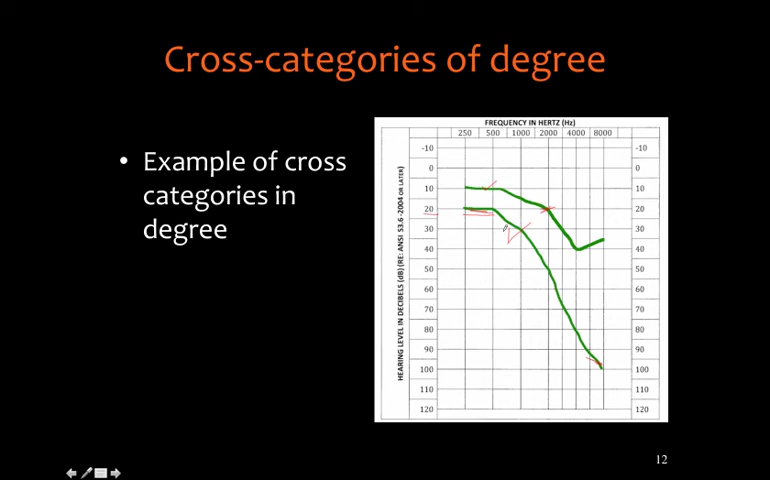 Cross-categories of degree
• Example of cross
categories in
degree
FREQUENCY IN HERTZ (Hz)
250 500 1000 2000 4000 8000
HEARING LEVEL IN DECIBELS (dB) (RE: ANSI S3.6-2004 OR LATER)
-10 -10
0 0
10 10
20 20
30 30
40 40
50 50
60 60
70 70
80 80
90 90
100 100
110 110
120 120
12